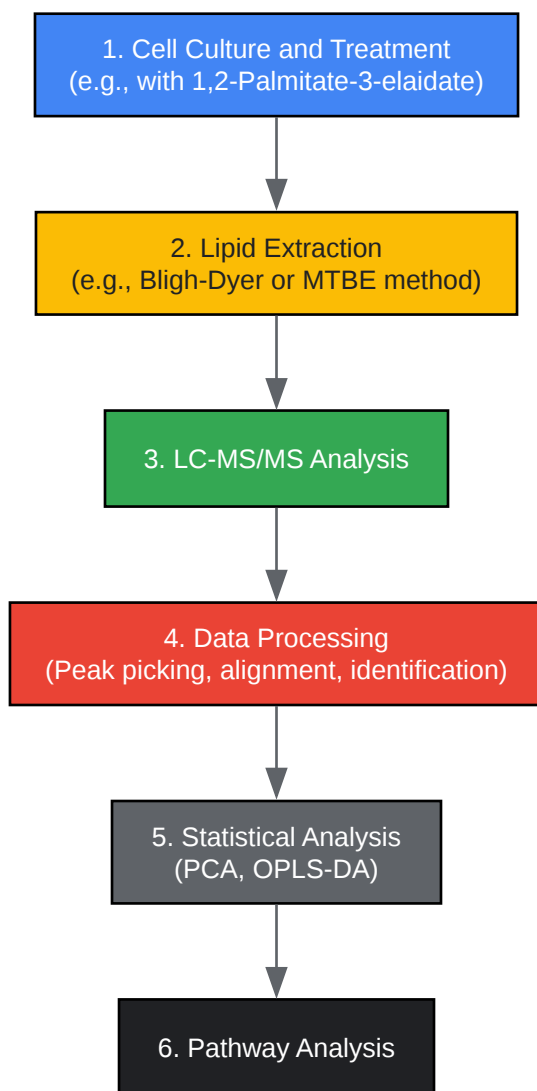 1. Cell Culture and Treatment
(e.g., with 1,2-Palmitate-3-elaidate)
2. Lipid Extraction
(e.g., Bligh-Dyer or MTBE method)
3. LC-MS/MS Analysis
4. Data Processing
(Peak picking, alignment, identification)
5. Statistical Analysis
(PCA, OPLS-DA)
6. Pathway Analysis